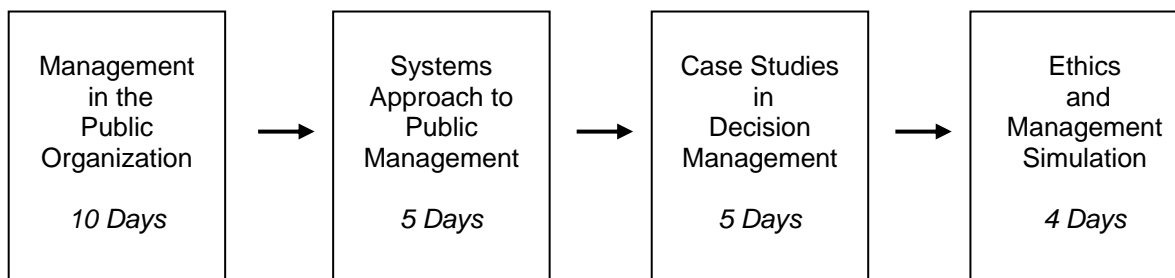 Management
in the
Public
Organization
10 Days
Systems
Approach to
Public
Management
5 Days
Case Studies
in
Decision
Management
5 Days
Ethics
and
Management
Simulation
4 Days